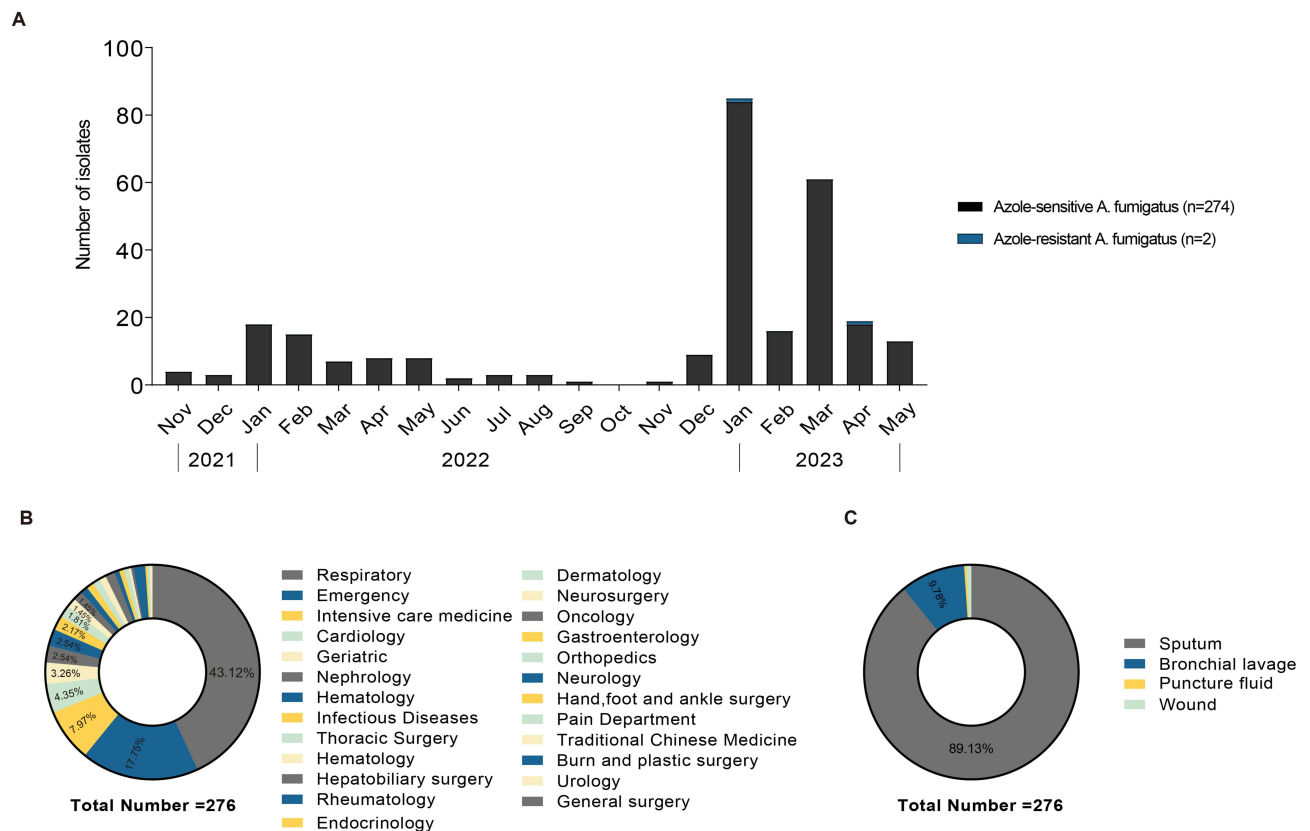 A
Number of isolates
100
80
60
40
20
0
Nov Dec Jan Feb Mar Apr May Jun Jul Aug Sep Oct Nov Dec Jan Feb Mar Apr May
2021 2022 2023
Azole-sensitive A. fumigatus (n=274)
Azole-resistant A. fumigatus (n=2)
B
43.12%
17.75%
7.97%
4.35%
3.26%
2.54%
2.54%
2.17%
1.81%
1.45%
1.45%
Total Number =276
Respiratory
Emergency
Intensive care medicine
Cardiology
Geriatric
Nephrology
Hematology
Infectious Diseases
Thoracic Surgery
Hematology
Hepatobiliary surgery
Rheumatology
Endocrinology
Dermatology
Neurosurgery
Oncology
Gastroenterology
Orthopedics
Neurology
Hand,foot and ankle surgery
Pain Department
Traditional Chinese Medicine
Burn and plastic surgery
Urology
General surgery
C
9.78%
89.13%
Total Number =276
Sputum
Bronchial lavage
Puncture fluid
Wound